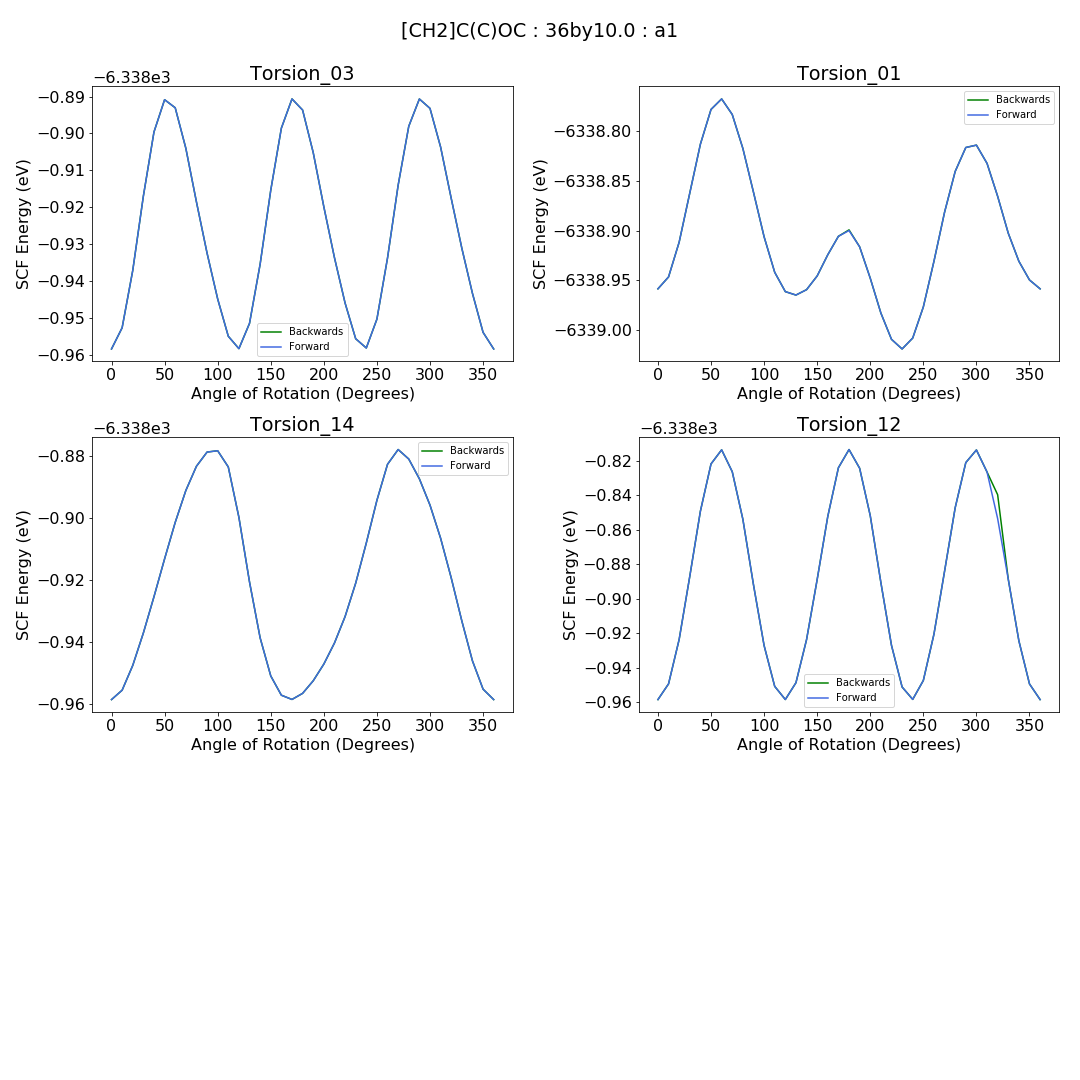 [CH2]C(C)OC : 36by10.0 : a1
Torsion_03
−6.338e3
SCF Energy (eV)
−0.89
−0.90
−0.91
−0.92
−0.93
−0.94
−0.95
−0.96
Backwards
Forward
0 50 100 150 200 250 300 350
Angle of Rotation (Degrees)
Torsion_01
SCF Energy (eV)
−6338.80
−6338.85
−6338.90
−6338.95
−6339.00
Backwards
Forward
0 50 100 150 200 250 300 350
Angle of Rotation (Degrees)
Torsion_14
−6.338e3
SCF Energy (eV)
−0.88
−0.90
−0.92
−0.94
−0.96
Backwards
Forward
0 50 100 150 200 250 300 350
Angle of Rotation (Degrees)
Torsion_12
−6.338e3
SCF Energy (eV)
−0.82
−0.84
−0.86
−0.88
−0.90
−0.92
−0.94
−0.96
Backwards
Forward
0 50 100 150 200 250 300 350
Angle of Rotation (Degrees)